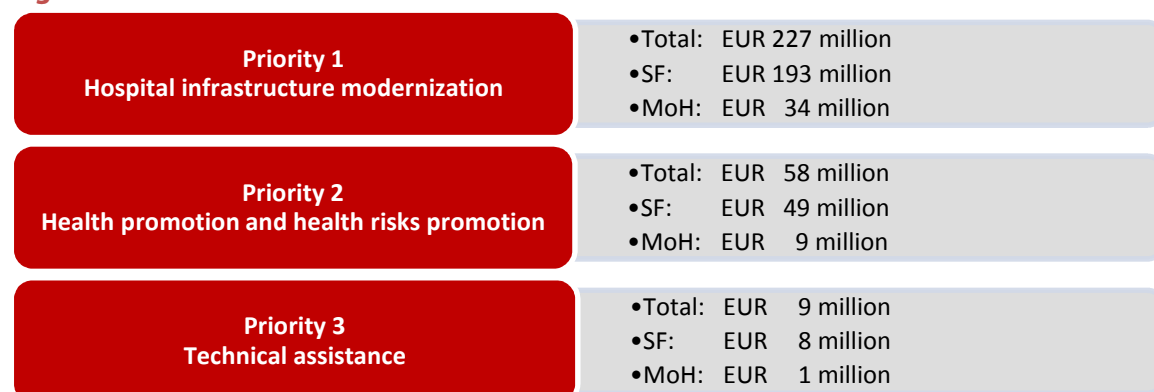 Priority 1
Hospital infrastructure modernization
•Total: EUR 227 million
•SF: EUR 193 million
•MoH: EUR 34 million
Priority 2
Health promotion and health risks promotion
•Total: EUR 58 million
•SF: EUR 49 million
•MoH: EUR 9 million
Priority 3
Technical assistance
•Total: EUR 9 million
•SF: EUR 8 million
•MoH: EUR 1 million